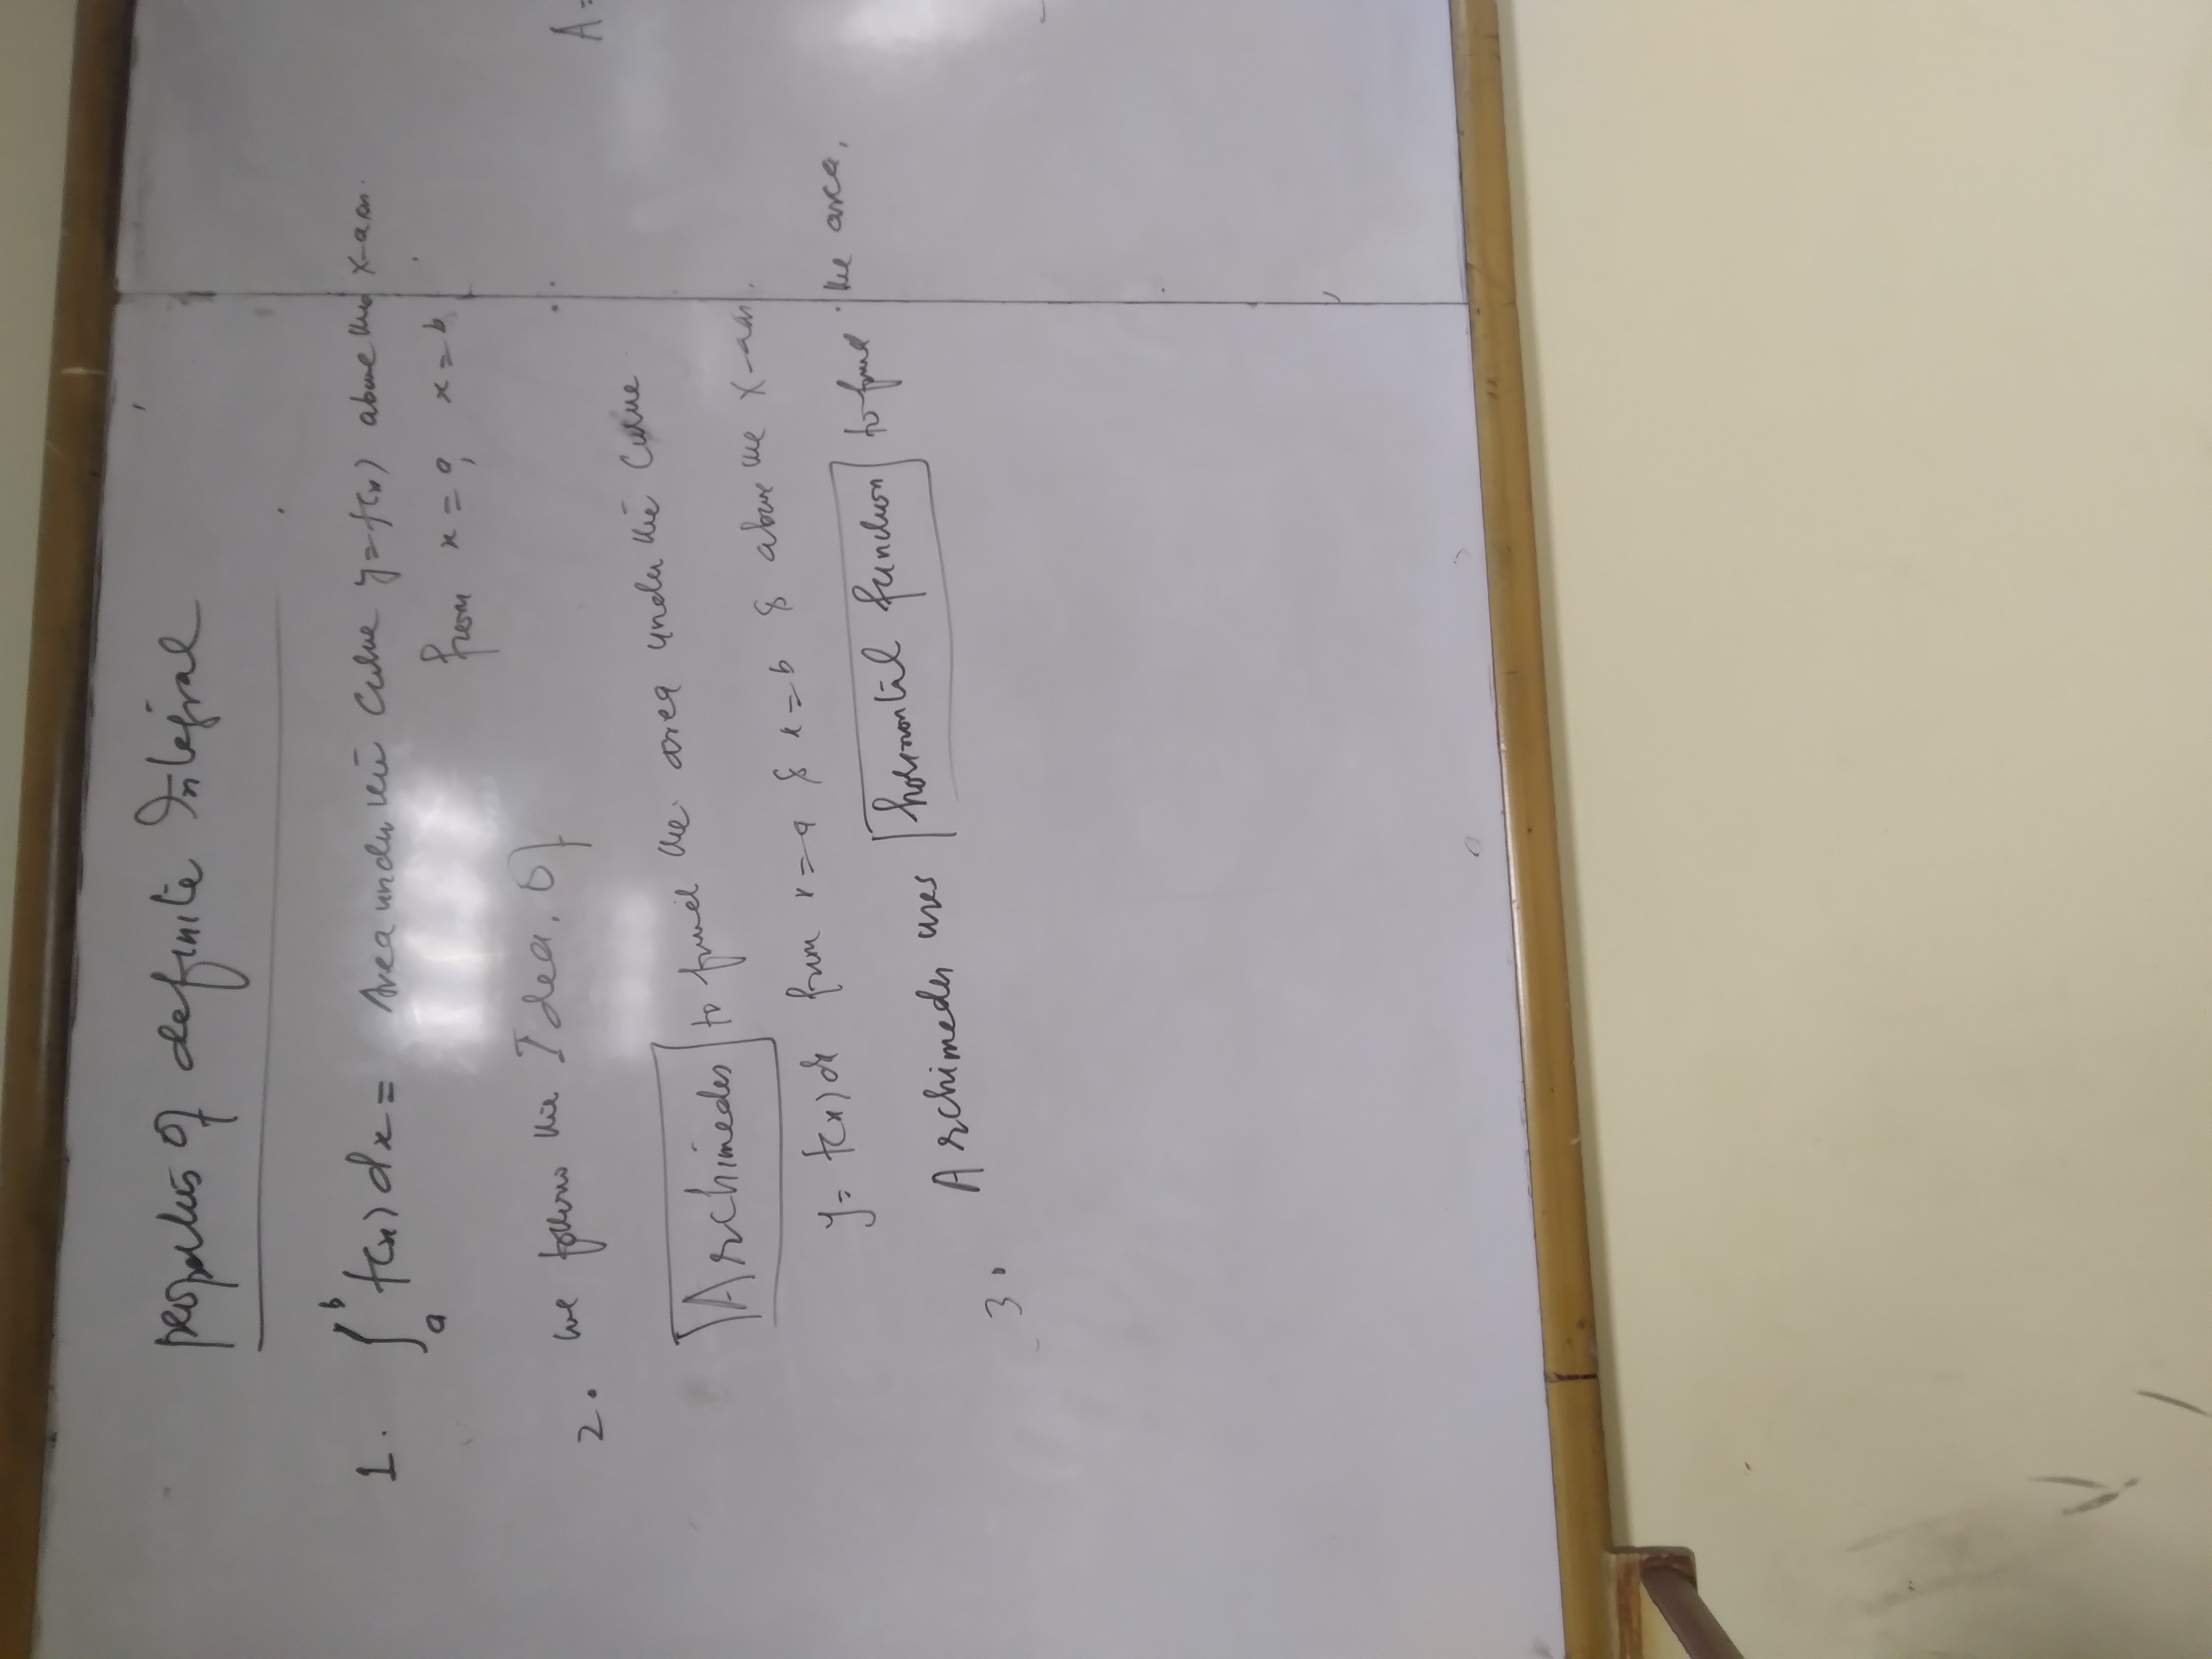 properties of definite Integral
1. ∫_a^b f(x) dx = Area under the Curve y=f(x) above the x-axis.
from x=a, x=b
2. we follow the Idea. Of
Archimedes to find the area under the Curve
y= f(x) dx from x=a & x=b & above the X-axis.
3. Archimedes uses horizontal function to find the area.
A=